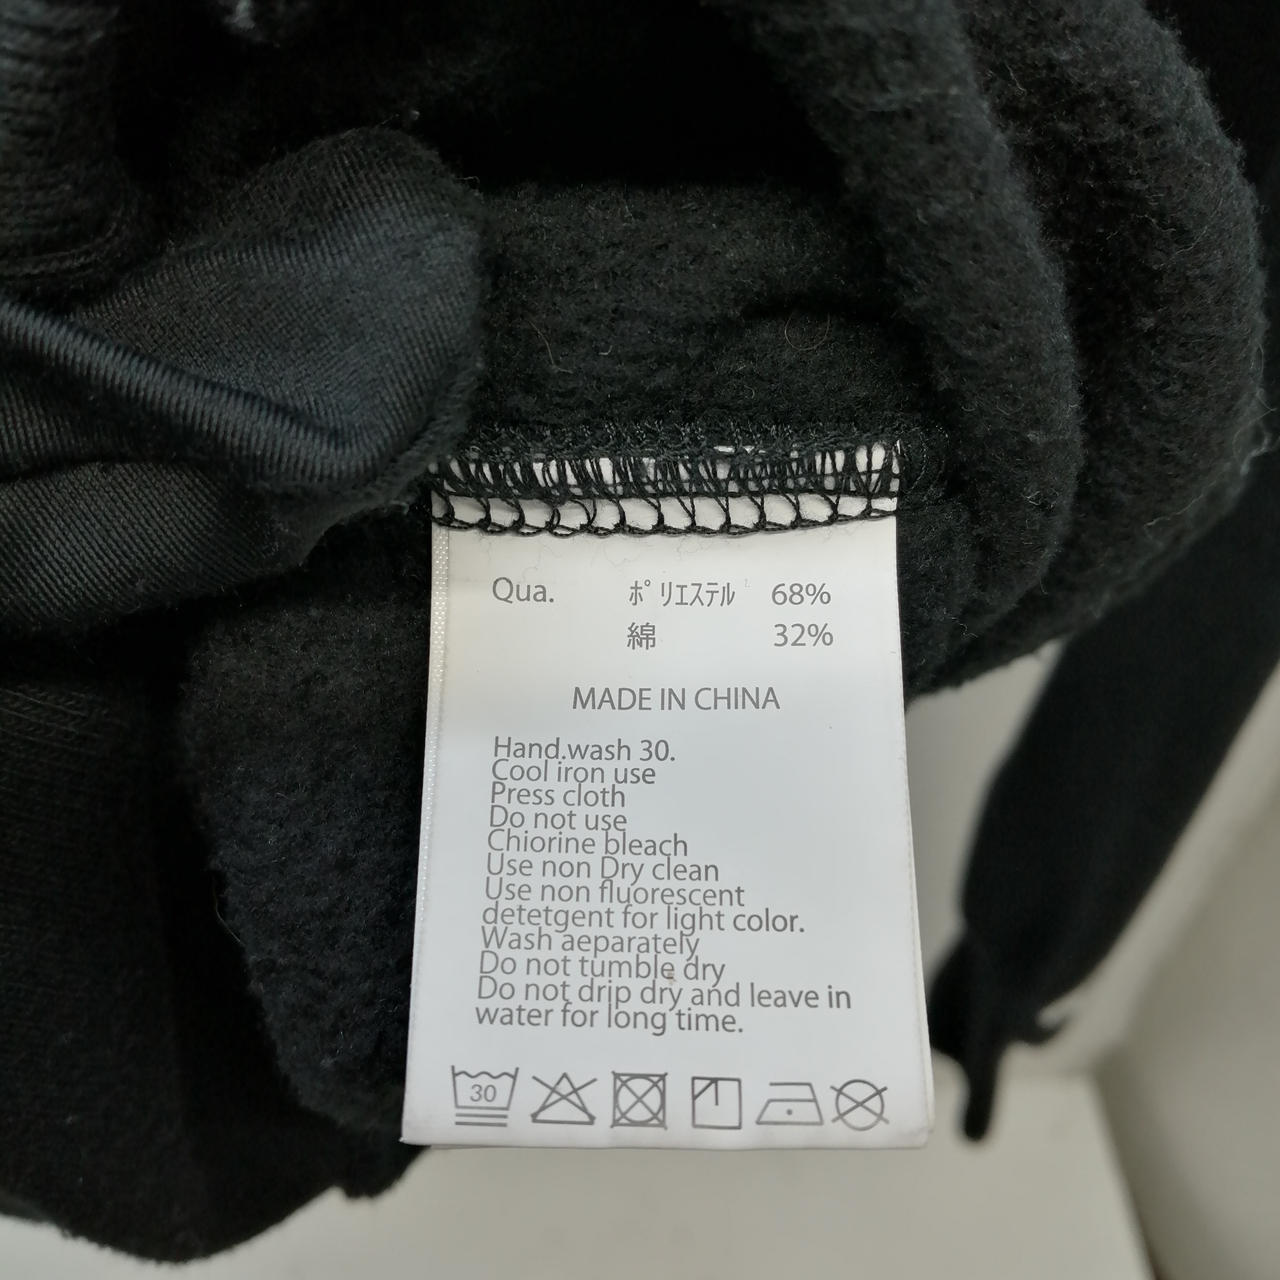 Qua. ポリエステル 68%
綿 32%
MADE IN CHINA
Hand.wash 30.
Cool iron use
Press cloth
Do not use
Chiorine bleach
Use non Dry clean
Use non fluorescent
detetgent for light color.
Wash aeparately
Do not tumble dry
Do not drip dry and leave in
water for long time.
30